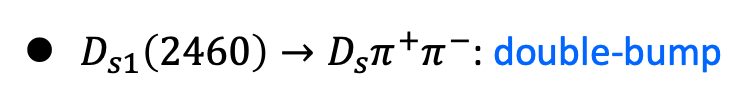 ● 𝐷ₛ₁(2460) → 𝐷ₛ𝜋⁺𝜋⁻: double-bump